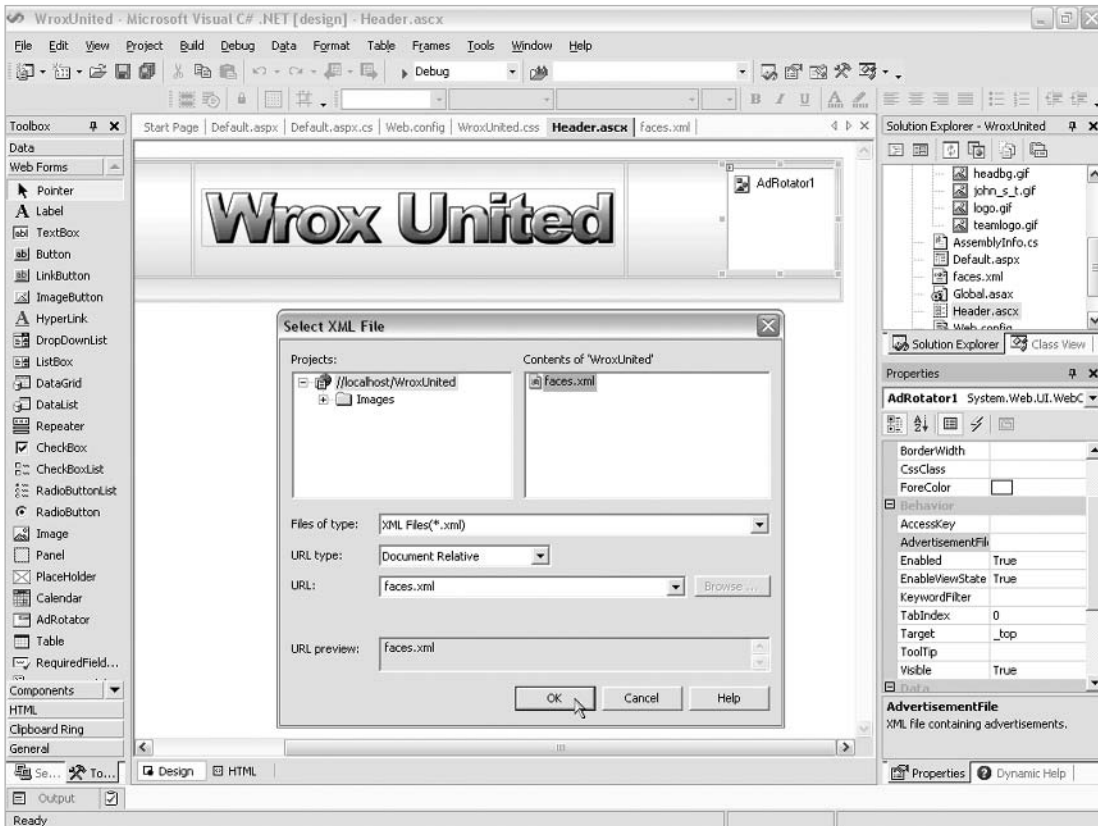 WroxUnited - Microsoft Visual C# .NET [design] - Header.ascx
File Edit View Project Build Debug Data Format Table Frames Tools Window Help
Debug
B I U A
Toolbox
Data
Web Forms
Pointer
A Label
abl TextBox
ab Button
ab LinkButton
ImageButton
A HyperLink
DropDownList
ListBox
DataGrid
DataList
Repeater
CheckBox
CheckBoxList
RadioButtonList
RadioButton
Image
Panel
PlaceHolder
Calendar
AdRotator
Table
RequiredField...
Components
HTML
Clipboard Ring
General
Se... To...
Output
Ready
Start Page Default.aspx Default.aspx.cs Web.config WroxUnited.css Header.ascx faces.xml
Wrox United
AdRotator1
Select XML File
Projects:
//localhost/WroxUnited
Images
Contents of 'WroxUnited'
faces.xml
Files of type: XML Files(*.xml)
URL type: Document Relative
URL: faces.xml Browse ...
URL preview: faces.xml
OK Cancel Help
Design HTML
Solution Explorer - WroxUnited
headbg.gif
john_s_t.gif
logo.gif
teamlogo.gif
AssemblyInfo.cs
Default.aspx
faces.xml
Global.asax
Header.ascx
Web.config
Solution Explorer Class View
Properties
AdRotator1 System.Web.UI.WebC
BorderWidth
CssClass
ForeColor
Behavior
AccessKey
AdvertisementFil
Enabled True
EnableViewState True
KeywordFilter
TabIndex 0
Target _top
ToolTip
Visible True
Data
AdvertisementFile
XML file containing advertisements.
Properties Dynamic Help